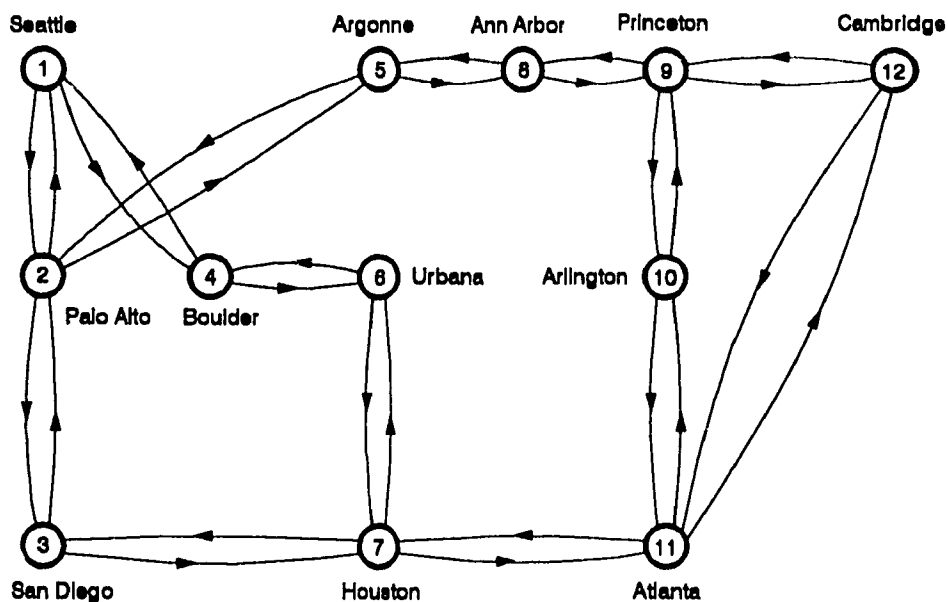 Seattle
Argonne
Ann Arbor
Princeton
Cambridge
1
5
8
9
12
2
4
6
Urbana
Arlington
10
Palo Alto
Boulder
3
7
11
San Diego
Houston
Atlanta